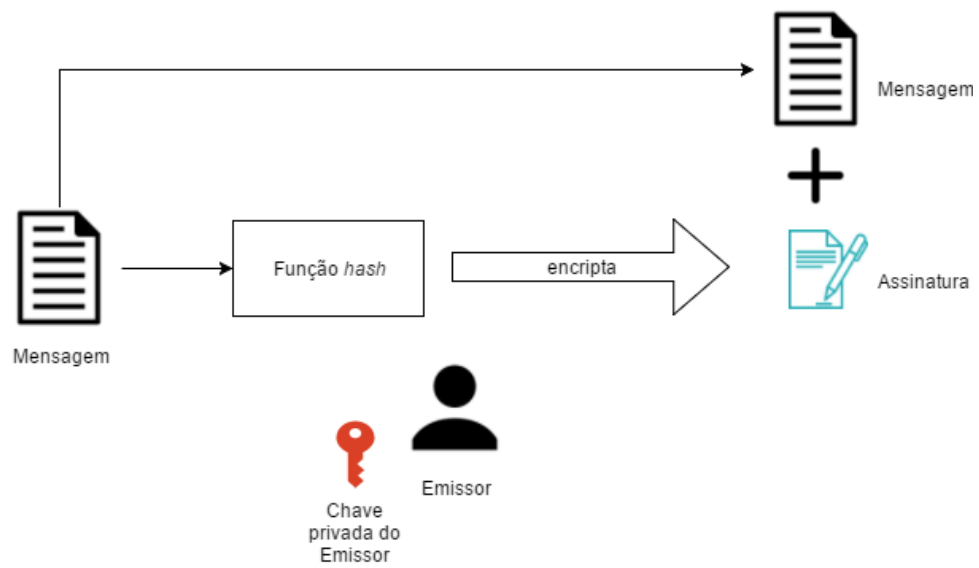 Mensagem
Função hash
encripta
Assinatura
Mensagem
Emissor
Chave
privada do
Emissor